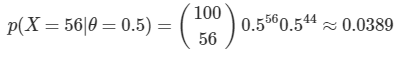 p(X = 56|θ = 0.5) = (100 56) 0.5^56 0.5^44 ≈ 0.0389